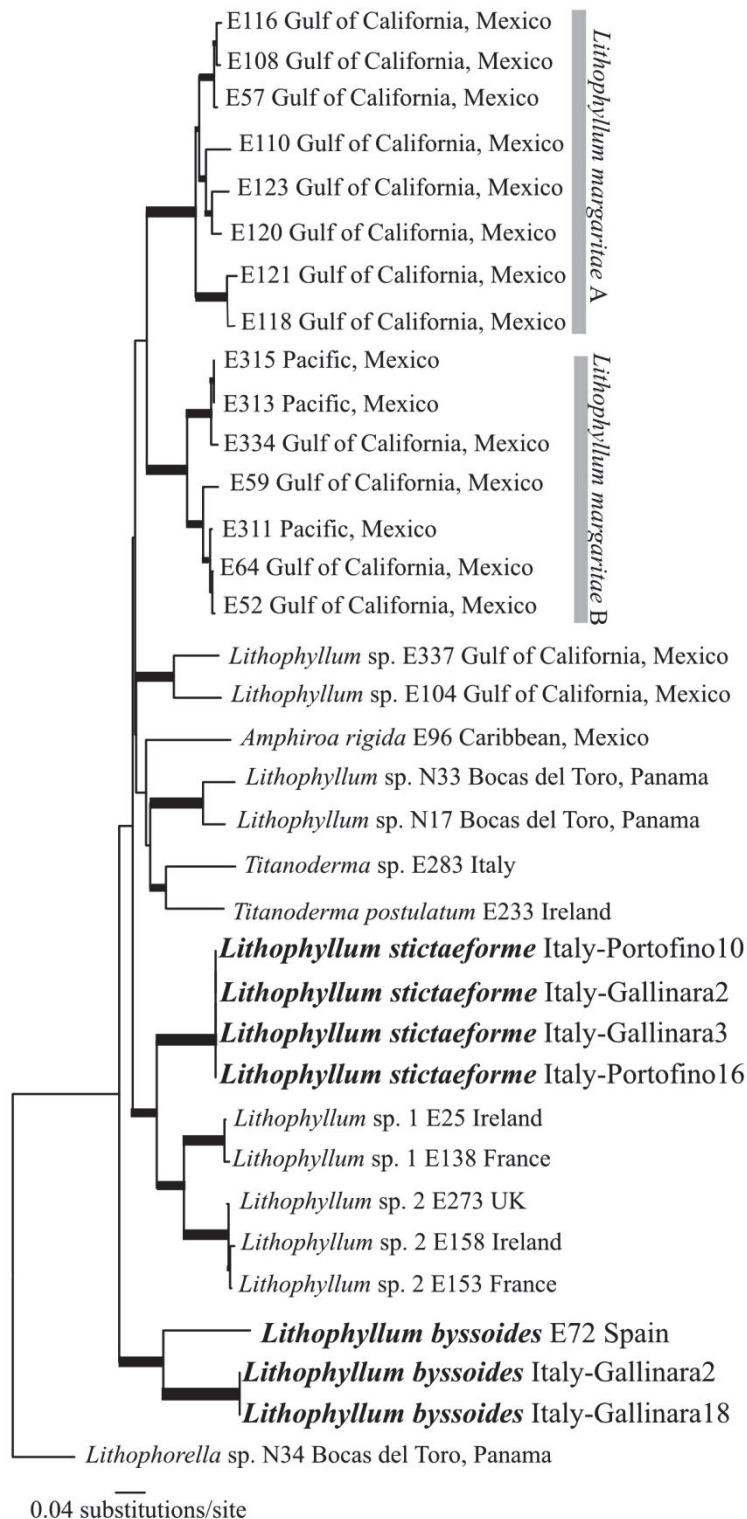 E116 Gulf of California, Mexico
E108 Gulf of California, Mexico
E57 Gulf of California, Mexico
E110 Gulf of California, Mexico
E123 Gulf of California, Mexico
E120 Gulf of California, Mexico
E121 Gulf of California, Mexico
E118 Gulf of California, Mexico
Lithophyllum margaritae A
E315 Pacific, Mexico
E313 Pacific, Mexico
E334 Gulf of California, Mexico
E59 Gulf of California, Mexico
E311 Pacific, Mexico
E64 Gulf of California, Mexico
E52 Gulf of California, Mexico
Lithophyllum margaritae B
Lithophyllum sp. E337 Gulf of California, Mexico
Lithophyllum sp. E104 Gulf of California, Mexico
Amphiroa rigida E96 Caribbean, Mexico
Lithophyllum sp. N33 Bocas del Toro, Panama
Lithophyllum sp. N17 Bocas del Toro, Panama
Titanoderma sp. E283 Italy
Titanoderma postulatum E233 Ireland
Lithophyllum stictaeforme Italy-Portofino10
Lithophyllum stictaeforme Italy-Gallinara2
Lithophyllum stictaeforme Italy-Gallinara3
Lithophyllum stictaeforme Italy-Portofino16
Lithophyllum sp. 1 E25 Ireland
Lithophyllum sp. 1 E138 France
Lithophyllum sp. 2 E273 UK
Lithophyllum sp. 2 E158 Ireland
Lithophyllum sp. 2 E153 France
Lithophyllum byssoides E72 Spain
Lithophyllum byssoides Italy-Gallinara2
Lithophyllum byssoides Italy-Gallinara18
Lithophorella sp. N34 Bocas del Toro, Panama
0.04 substitutions/site